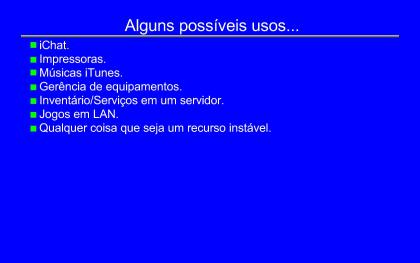 Alguns possíveis usos...
iChat.
Impressoras.
Músicas iTunes.
Gerência de equipamentos.
Inventário/Serviços em um servidor.
Jogos em LAN.
Qualquer coisa que seja um recurso instável.